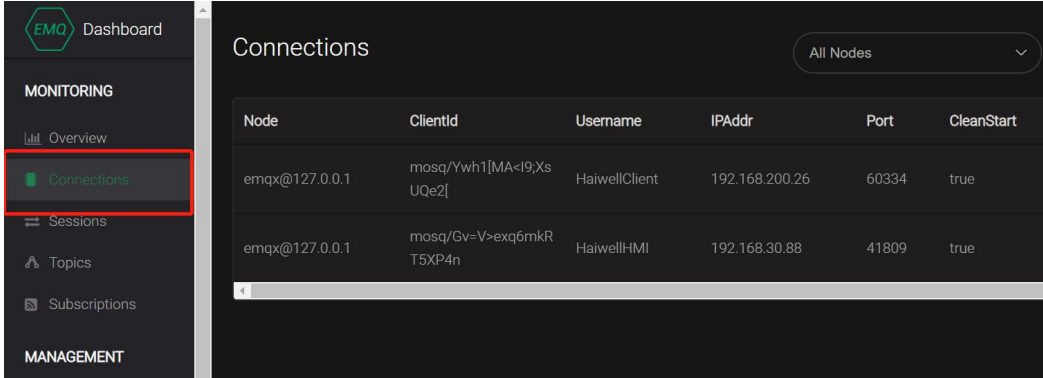 EMQ Dashboard
MONITORING
Overview
Connections
Sessions
Topics
Subscriptions
MANAGEMENT
Connections
All Nodes
Node ClientId Username IPAddr Port CleanStart
emqx@127.0.0.1 mosq/Ywh1[MA<I9;Xs HaiwellClient 192.168.200.26 60334 true
UQe2[
emqx@127.0.0.1 mosq/Gv=V>exq6mkR HaiwellHMI 192.168.30.88 41809 true
T5XP4n